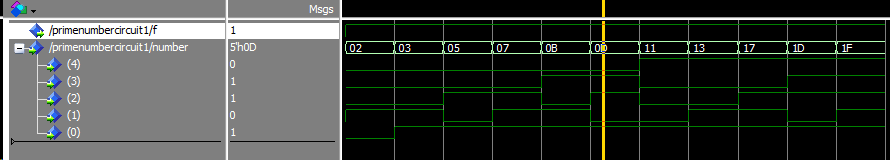 Msgs
/primenumbercircuit1/f 1
/primenumbercircuit1/number 5'h0D 02 03 05 07 0B 0D 11 13 17 1D 1F
(4) 0
(3) 1
(2) 1
(1) 0
(0) 1